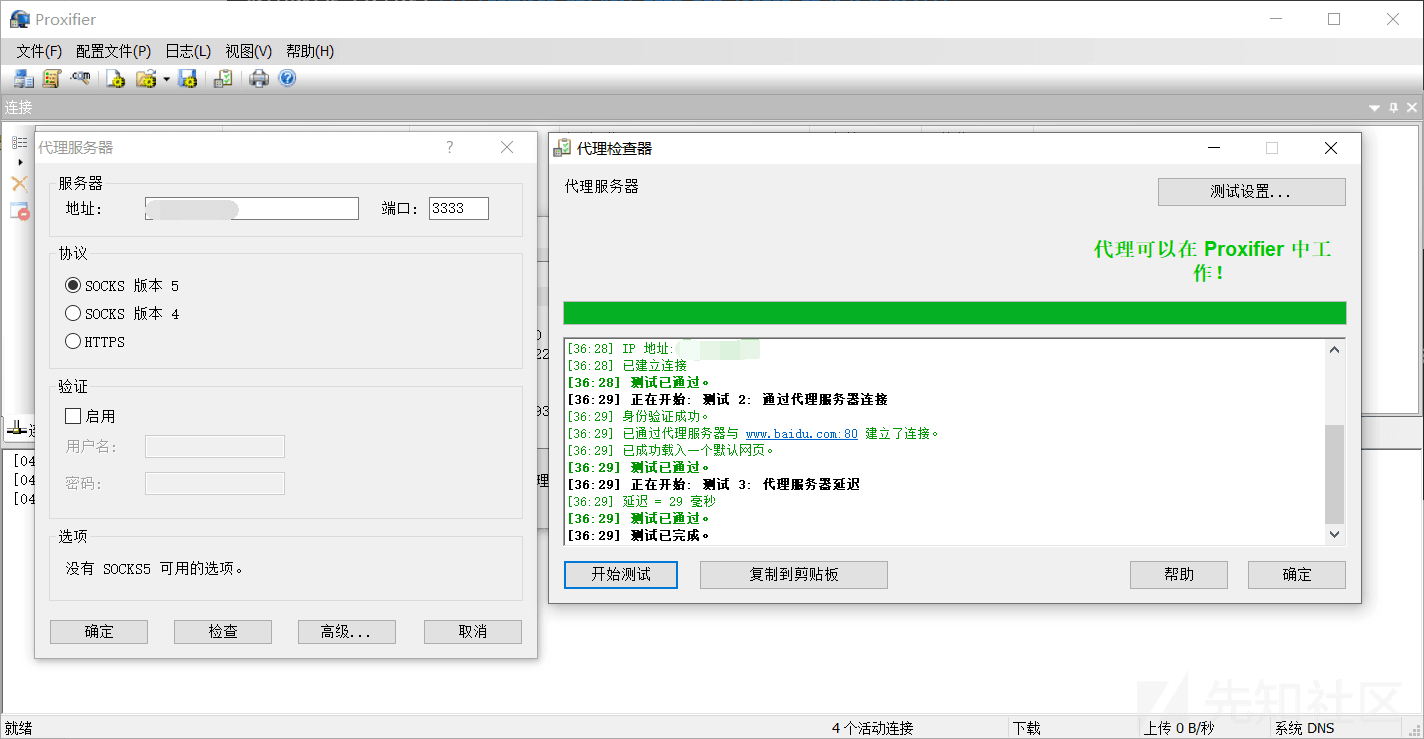 Proxifier
文件(F) 配置文件(P) 日志(L) 视图(V) 帮助(H)
.com
连接
代理服务器
服务器
地址:
端口: 3333
协议
SOCKS 版本 5
SOCKS 版本 4
HTTPS
验证
启用
用户名:
密码:
选项
没有 SOCKS5 可用的选项。
确定 检查 高级... 取消
代理检查器
代理服务器
测试设置...
代理可以在 Proxifier 中工
作!
[36:28] IP 地址:
[36:28] 已建立连接
[36:28] 测试已通过。
[36:29] 正在开始: 测试 2: 通过代理服务器连接
[36:29] 身份验证成功。
[36:29] 已通过代理服务器与 www.baidu.com:80 建立了连接。
[36:29] 已成功载入一个默认网页。
[36:29] 测试已通过。
[36:29] 正在开始: 测试 3: 代理服务器延迟
[36:29] 延迟 = 29 毫秒
[36:29] 测试已通过。
[36:29] 测试已完成。
开始测试 复制到剪贴板 帮助 确定
[04
[04
[04
先知社区
就绪 4 个活动连接 下载 上传 0 B/秒 系统 DNS